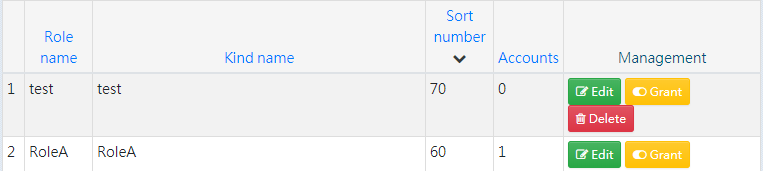 Role name
Kind name
Sort number
Accounts
Management
1 test test 70 0 Edit Grant
Delete
2 RoleA RoleA 60 1 Edit Grant